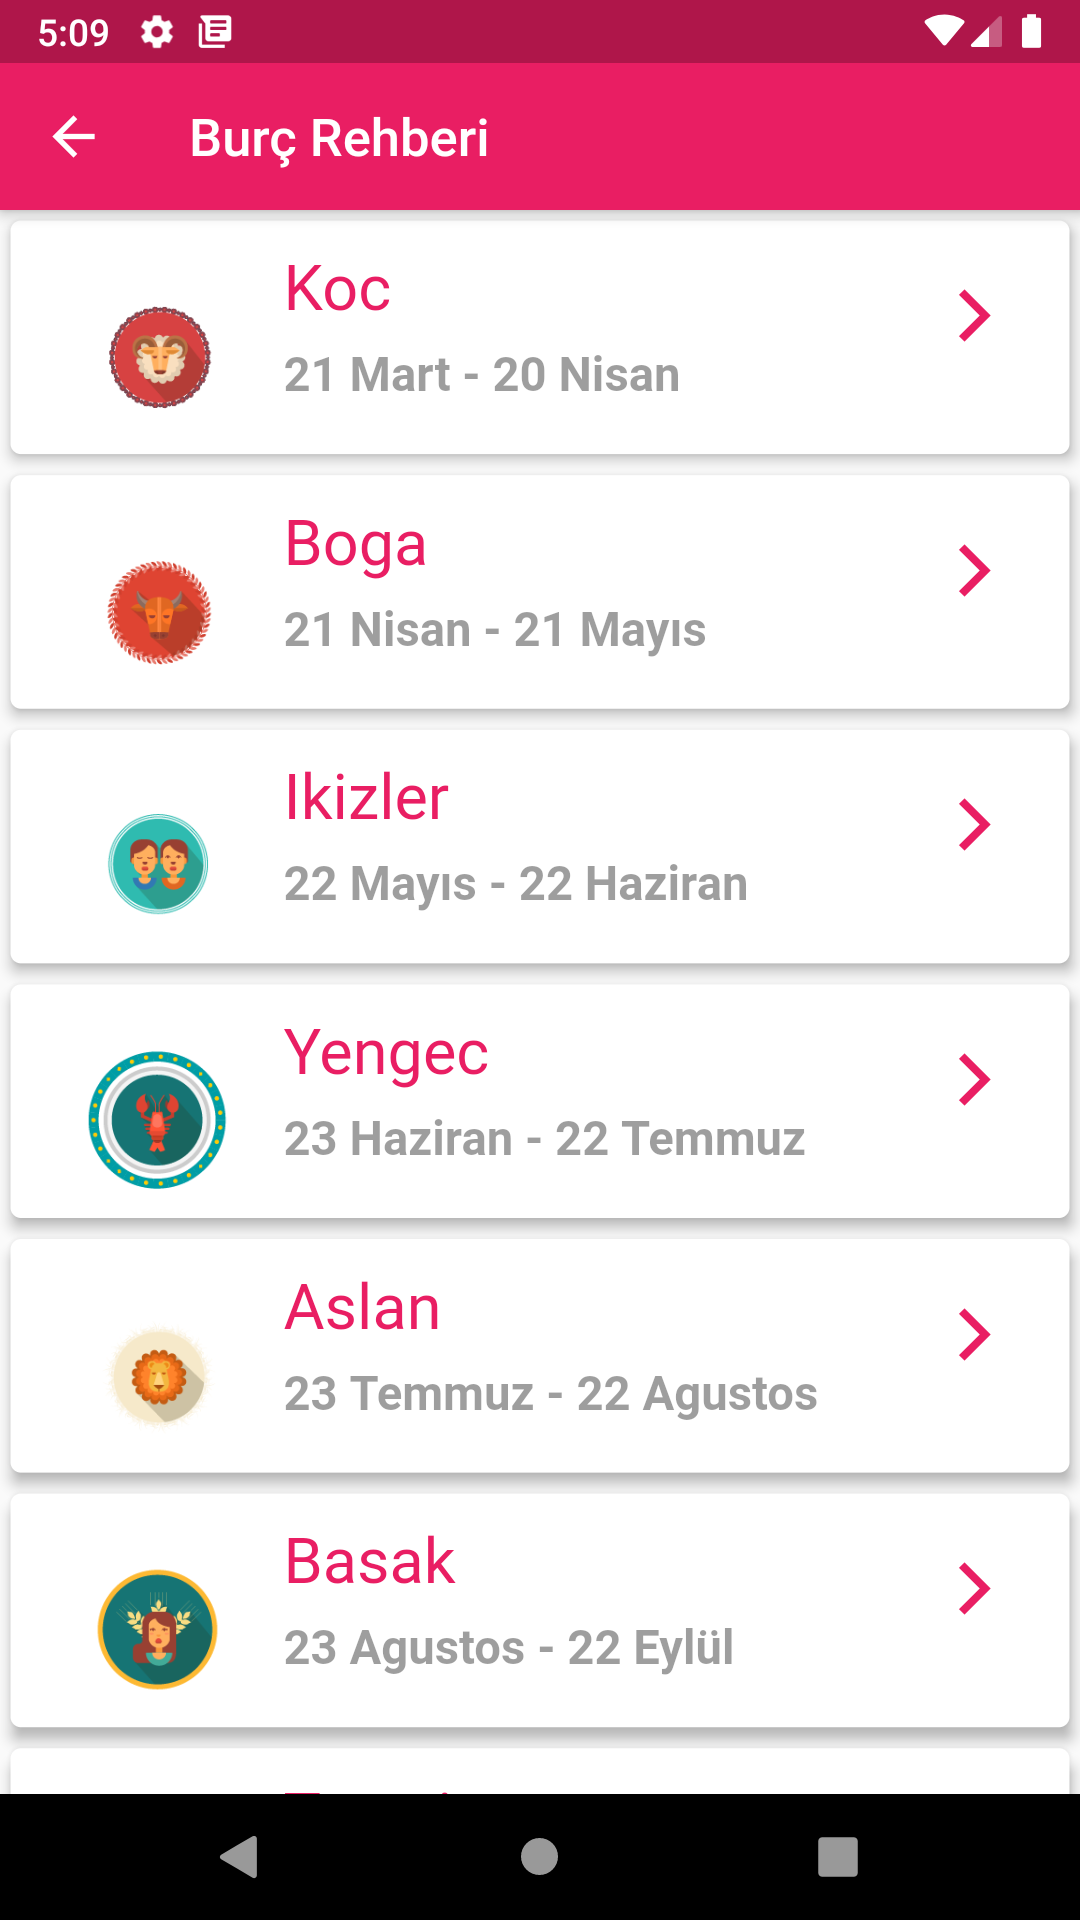 5:09
Burç Rehberi
Koc
21 Mart - 20 Nisan
Boga
21 Nisan - 21 Mayıs
Ikizler
22 Mayıs - 22 Haziran
Yengec
23 Haziran - 22 Temmuz
Aslan
23 Temmuz - 22 Agustos
Basak
23 Agustos - 22 Eylül